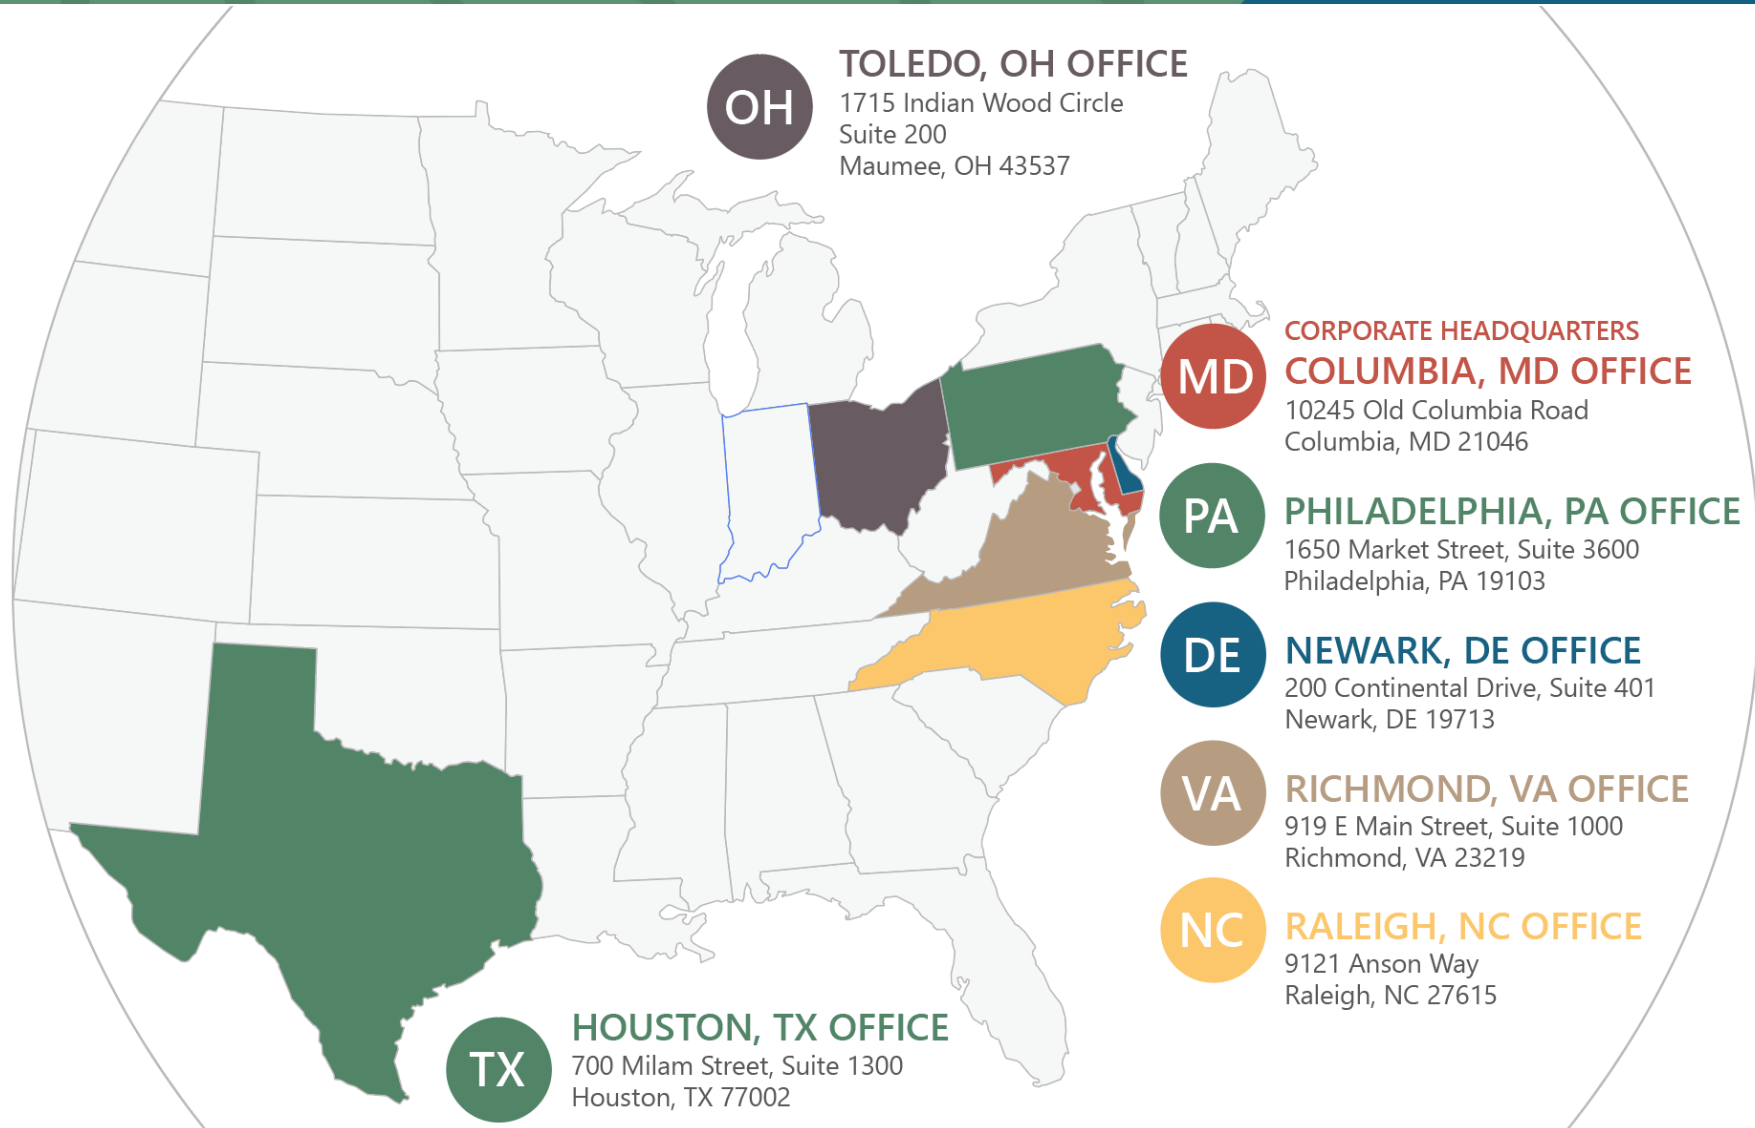 OH
TOLEDO, OH OFFICE
1715 Indian Wood Circle
Suite 200
Maumee, OH 43537
MD
CORPORATE HEADQUARTERS
COLUMBIA, MD OFFICE
10245 Old Columbia Road
Columbia, MD 21046
PA
PHILADELPHIA, PA OFFICE
1650 Market Street, Suite 3600
Philadelphia, PA 19103
DE
NEWARK, DE OFFICE
200 Continental Drive, Suite 401
Newark, DE 19713
VA
RICHMOND, VA OFFICE
919 E Main Street, Suite 1000
Richmond, VA 23219
NC
RALEIGH, NC OFFICE
9121 Anson Way
Raleigh, NC 27615
TX
HOUSTON, TX OFFICE
700 Milam Street, Suite 1300
Houston, TX 77002